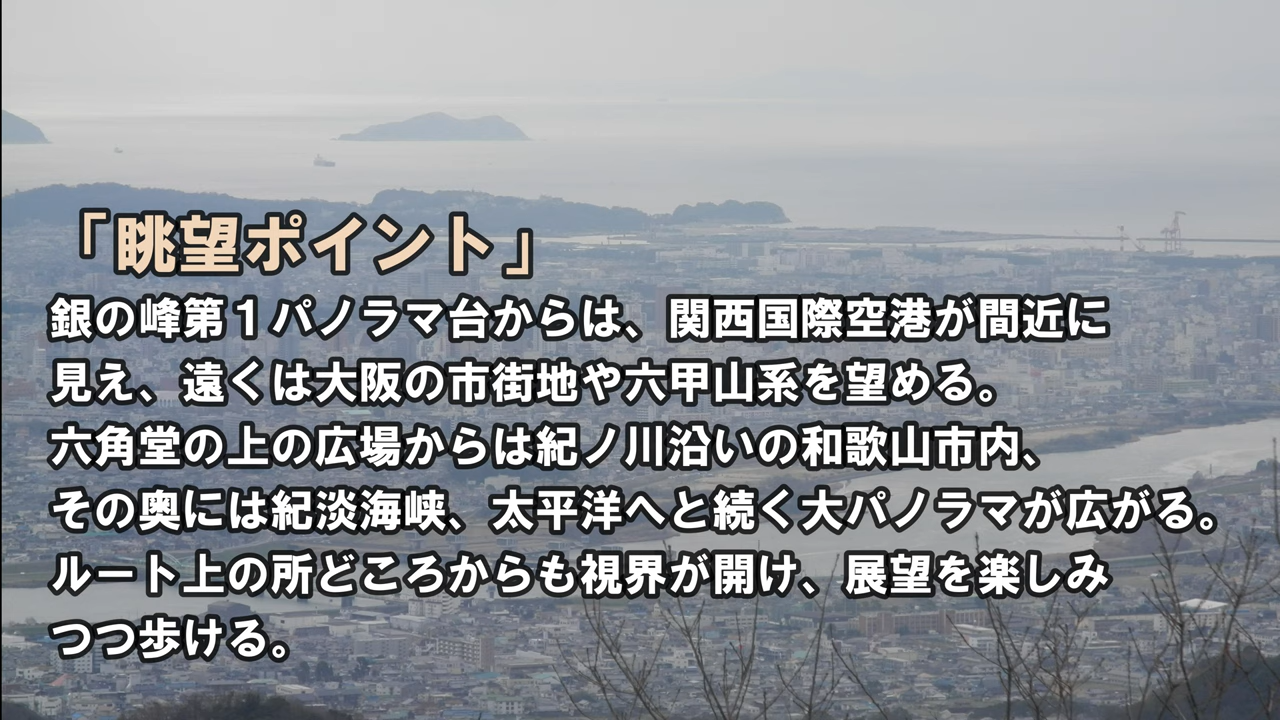 「眺望ポイント」
銀の峰第１パノラマ台からは、関西国際空港が間近に
見え、遠くは大阪の市街地や六甲山系を望める。
六角堂の上の広場からは紀ノ川沿いの和歌山市内、
その奥には紀淡海峡、太平洋へと続く大パノラマが広がる。
ルート上の所どころからも視界が開け、展望を楽しみ
つつ歩ける。